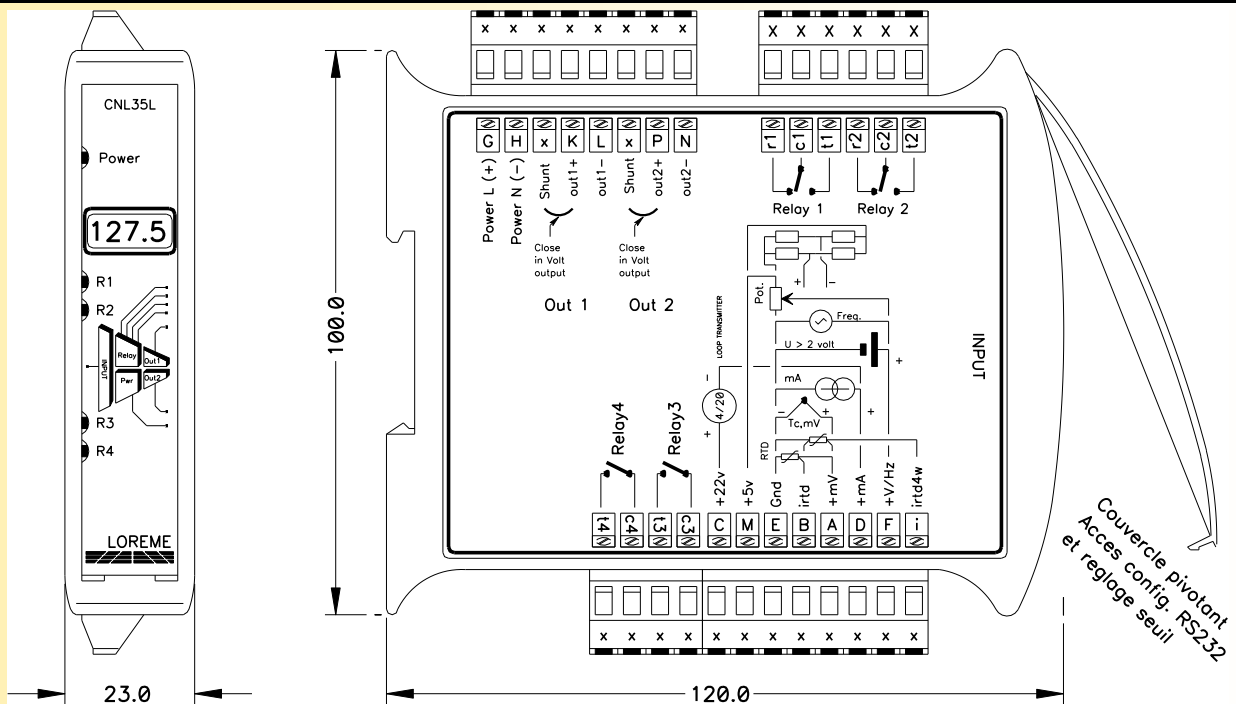 CNL35L
Power
127.5
R1
R2
INPUT
Relay
Out1
Pwr
Out2
R3
R4
LOREME
23.0
100.0
x x x x x x x x
x x x x x x
G H x K L x P N
Power L (+)
Power N (-)
Shunt
out1+
out1-
Shunt
out2+
out2-
Close
in Volt
output
Close
in Volt
output
Out 1
Out 2
r1 c1 t1 r2 c2 t2
Relay 1
Relay 2
+ -
Pot.
Freq.
U > 2 volt
+
LOOP TRANSMITTER
-
4/20
+
mA
+
- +
Tc,mV
RTD
INPUT
Relay4
Relay3
+22v
+5v
Gnd
irtd
+mV
+mA
+V/Hz
irtd4w
t4 c4 t3 c3 C M E B A D F i
x x x x x x x x x x x x
120.0
Couvercle pivotant
Acces config. RS232
et reglage seuil